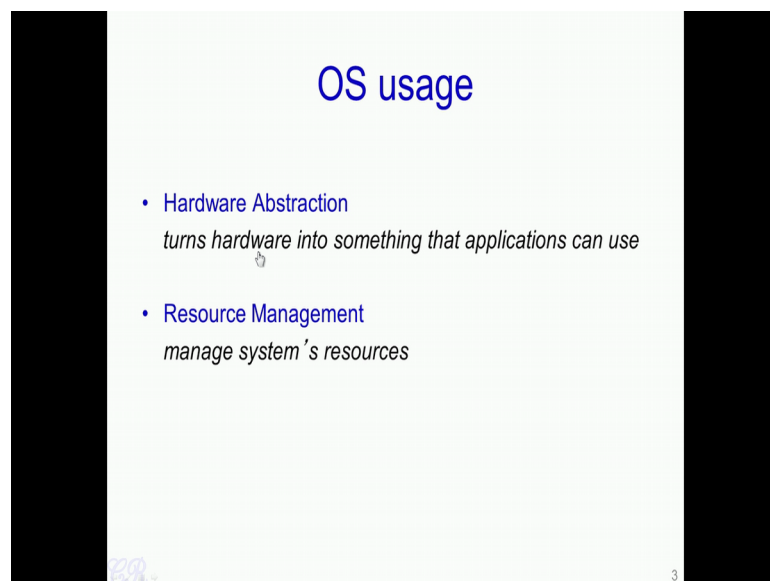 OS usage
• Hardware Abstraction
turns hardware into something that applications can use
• Resource Management
manage system´s resources
3